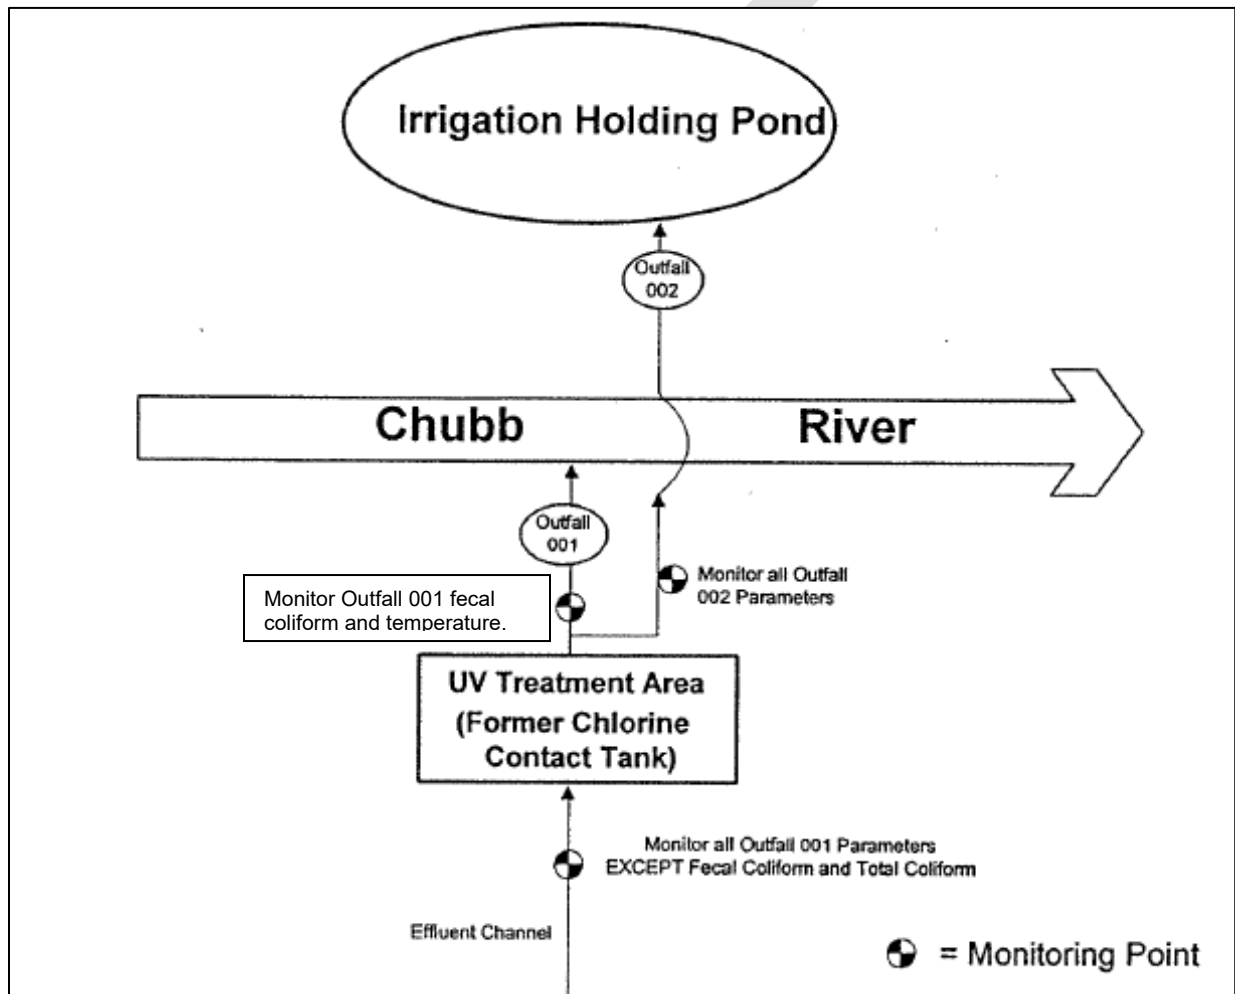 Irrigation Holding Pond
Outfall
002
Chubb River
Outfall
001
Monitor all Outfall
002 Parameters
Monitor Outfall 001 fecal
coliform and temperature.
UV Treatment Area
(Former Chlorine
Contact Tank)
Monitor all Outfall 001 Parameters
EXCEPT Fecal Coliform and Total Coliform
Effluent Channel
= Monitoring Point